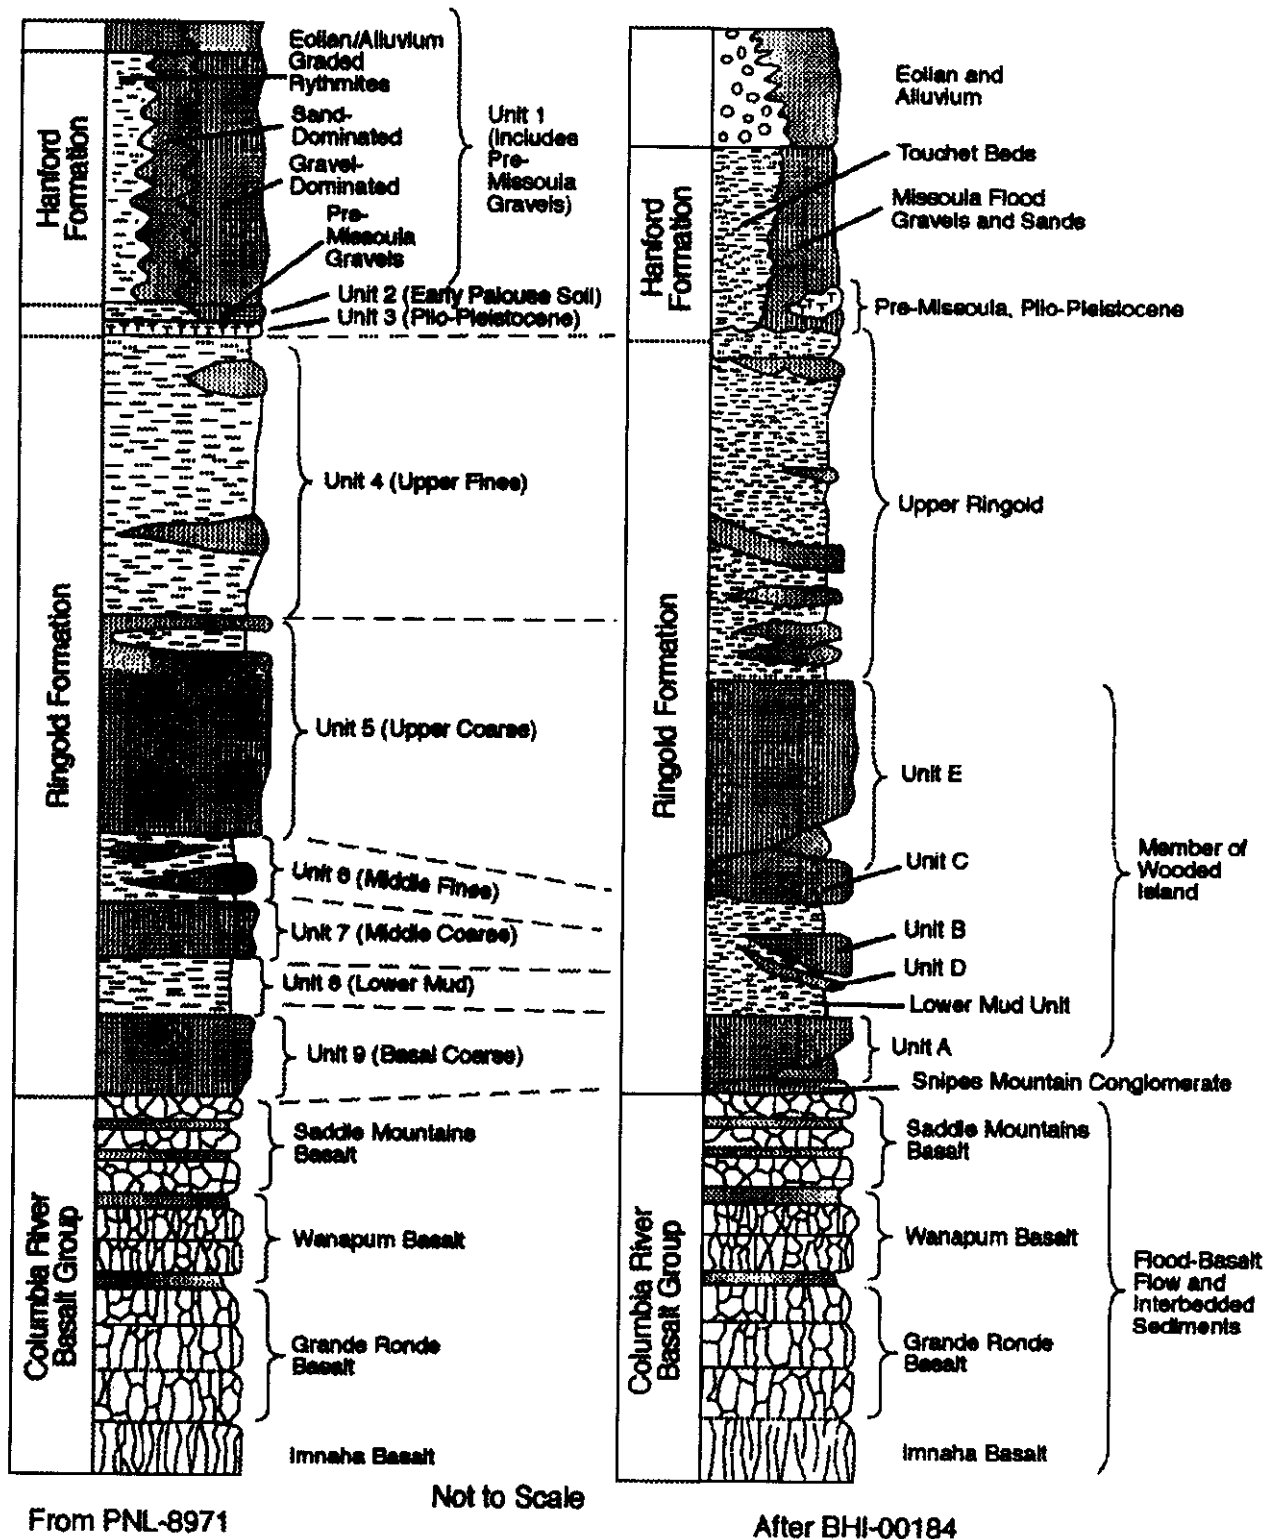 Hanford
Formation
Ringold Formation
Columbia River
Basalt Group
Eolian/Alluvium
Graded
Rythmites
Sand-
Dominated
Gravel-
Dominated
Pre-
Missoula
Gravels
Unit 1
(Includes
Pre-
Missoula
Gravels)
Unit 2 (Early Palouse Soil)
Unit 3 (Plio-Pleistocene)
Unit 4 (Upper Fines)
Unit 5 (Upper Coarse)
Unit 6 (Middle Fines)
Unit 7 (Middle Coarse)
Unit 8 (Lower Mud)
Unit 9 (Basal Coarse)
Saddle Mountains
Basalt
Wanapum Basalt
Grande Ronde
Basalt
Imnaha Basalt
From PNL-8971
Not to Scale
Hanford
Formation
Ringold Formation
Columbia River
Basalt Group
Eolian and
Alluvium
Touchet Beds
Missoula Flood
Gravels and Sands
Pre-Missoula, Plio-Pleistocene
Upper Ringold
Unit E
Unit C
Unit B
Unit D
Lower Mud Unit
Unit A
Member of
Wooded
Island
Snipes Mountain Conglomerate
Saddle Mountains
Basalt
Wanapum Basalt
Grande Ronde
Basalt
Imnaha Basalt
Flood-Basalt
Flow and
Interbedded
Sediments
After BHI-00184